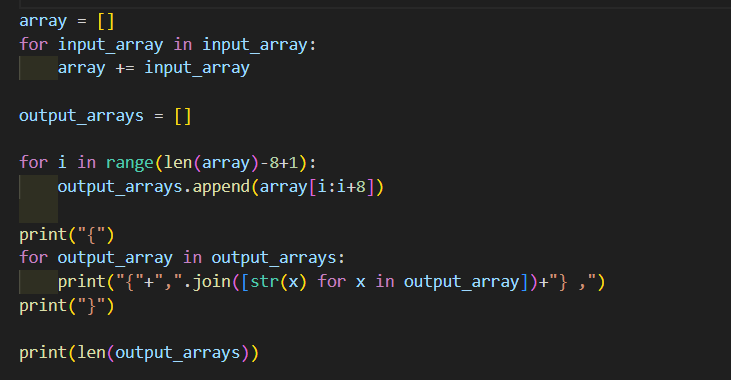 array = []
for input_array in input_array:
    array += input_array
output_arrays = []
for i in range(len(array)-8+1):
    output_arrays.append(array[i:i+8])
print("{")
for output_array in output_arrays:
    print("{"+",".join([str(x) for x in output_array])+"} ,")
print("}")
print(len(output_arrays))